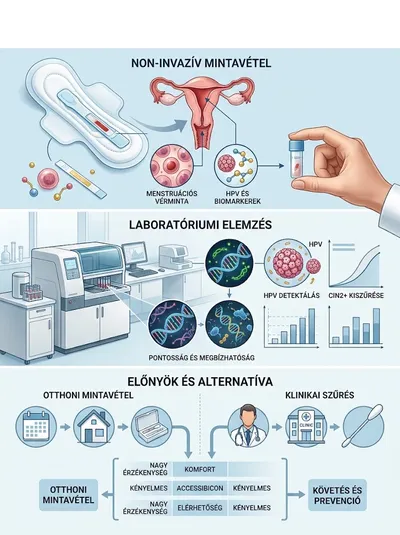 NON-INVAZÍV MINTAVÉTEL
MENSTRUÁCIÓS
VÉRMINTA
HPV ÉS
BIOMARKEREK
LABORATÓRIUMI ELEMZÉS
HPV
HPV DETEKTÁLÁS
CIN2+ KISZŰRÉSE
PONTOSSÁG ÉS MEGBÍZHATÓSÁG
ELŐNYÖK ÉS ALTERNATÍVA
OTTHONI MINTAVÉTEL
KLINIKAI SZŰRÉS
CLINIC
NAGY
ÉRZÉKENYSÉG
KOMFORT
KÉNYELMES
ACCESSIBICON
KÉNYELMES
NAGY
ÉRZÉKENYSÉG
ELÉRHETŐSÉG
KÉNYELMES
OTTHONI
MINTAVÉTEL
KÖVETÉS ÉS
PREVENCIÓ